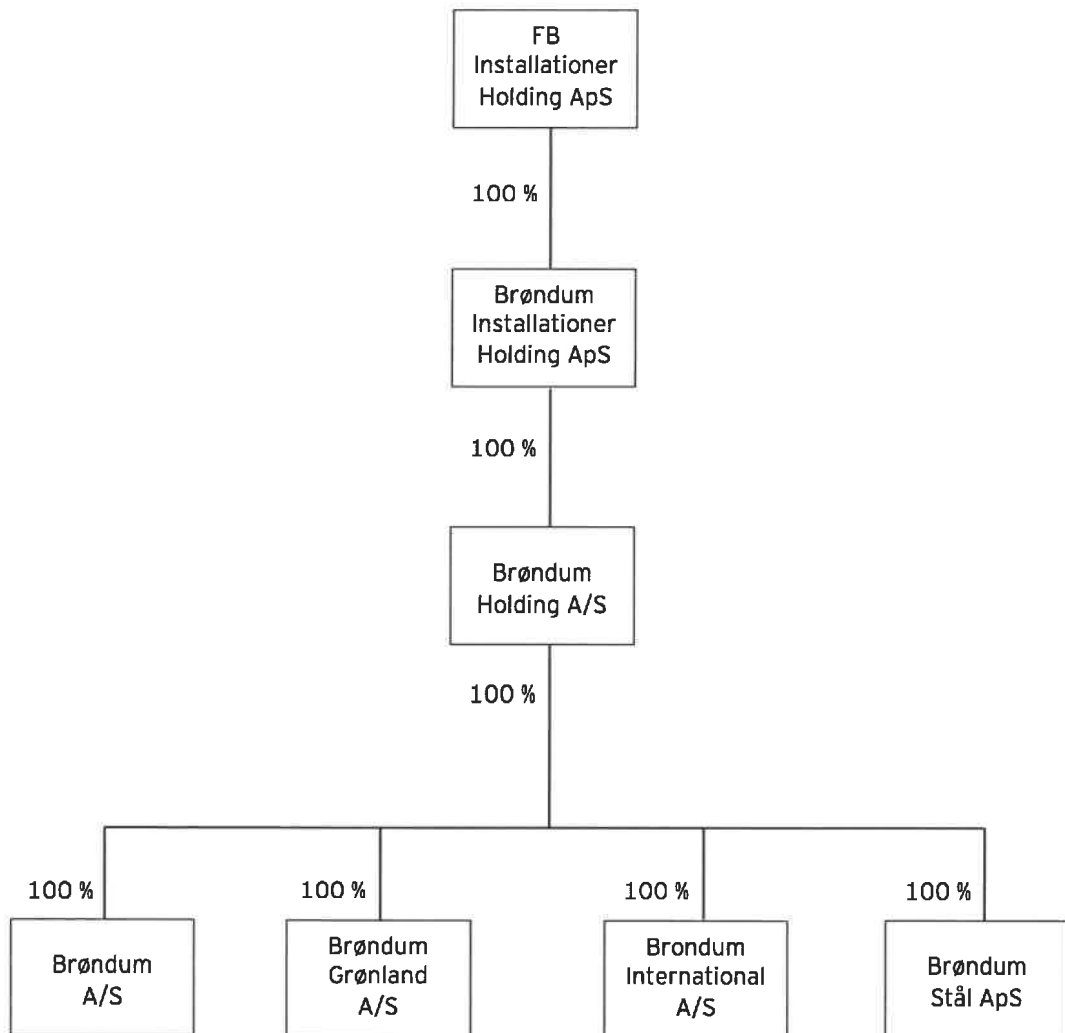 FB
Installationer
Holding ApS
100 %
Brøndum
Installationer
Holding ApS
100 %
Brøndum
Holding A/S
100 %
100 %
100 %
100 %
100 %
Brøndum
A/S
Brøndum
Grønland
A/S
Brondum
International
A/S
Brøndum
Stål ApS